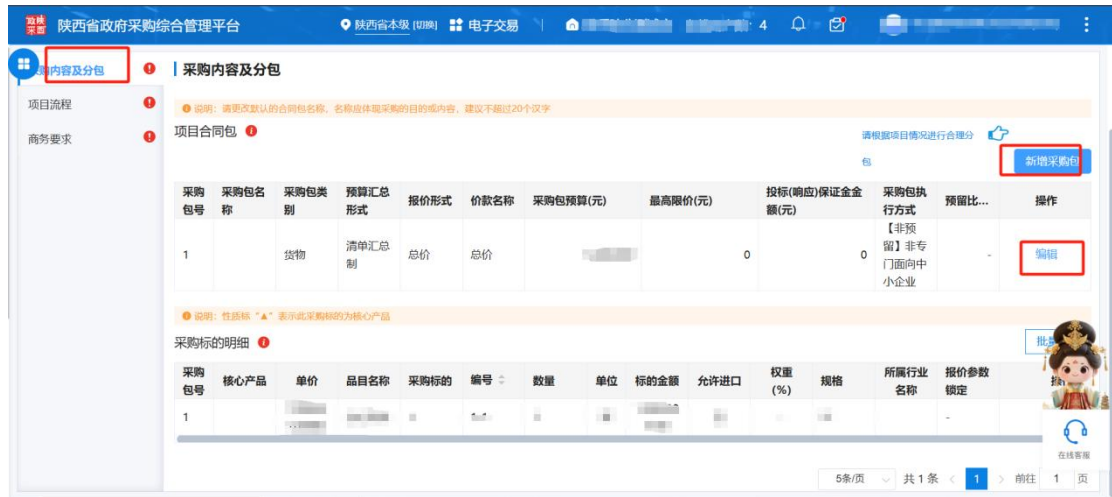 政采 陕西 陕西省政府采购综合管理平台 陕西省本级 [切换] 电子交易 4
内容及分包
项目流程
商务要求
采购内容及分包
说明：请更改默认的合同包名称，名称应体现采购的目的或内容，建议不超过20个汉字
项目合同包
请根据项目情况进行合理分
包
新增采购包
采购包号 采购包名称 采购包类别 预算汇总形式 报价形式 价款名称 采购包预算(元) 最高限价(元) 投标(响应)保证金金额(元) 采购包执行方式 预留比... 操作
1 货物 清单汇总制 总价 总价 0 0 【非预留】非专门面向中小企业 - 编辑
说明：性质标“▲”表示此采购标的为核心产品
采购标的明细
采购包号 核心产品 单价 品目名称 采购标的 编号 数量 单位 标的金额 允许进口 权重(%) 规格 所属行业名称 报价参数锁定
1 -
在线客服
5条/页 共 1 条 < 1 > 前往 1 页